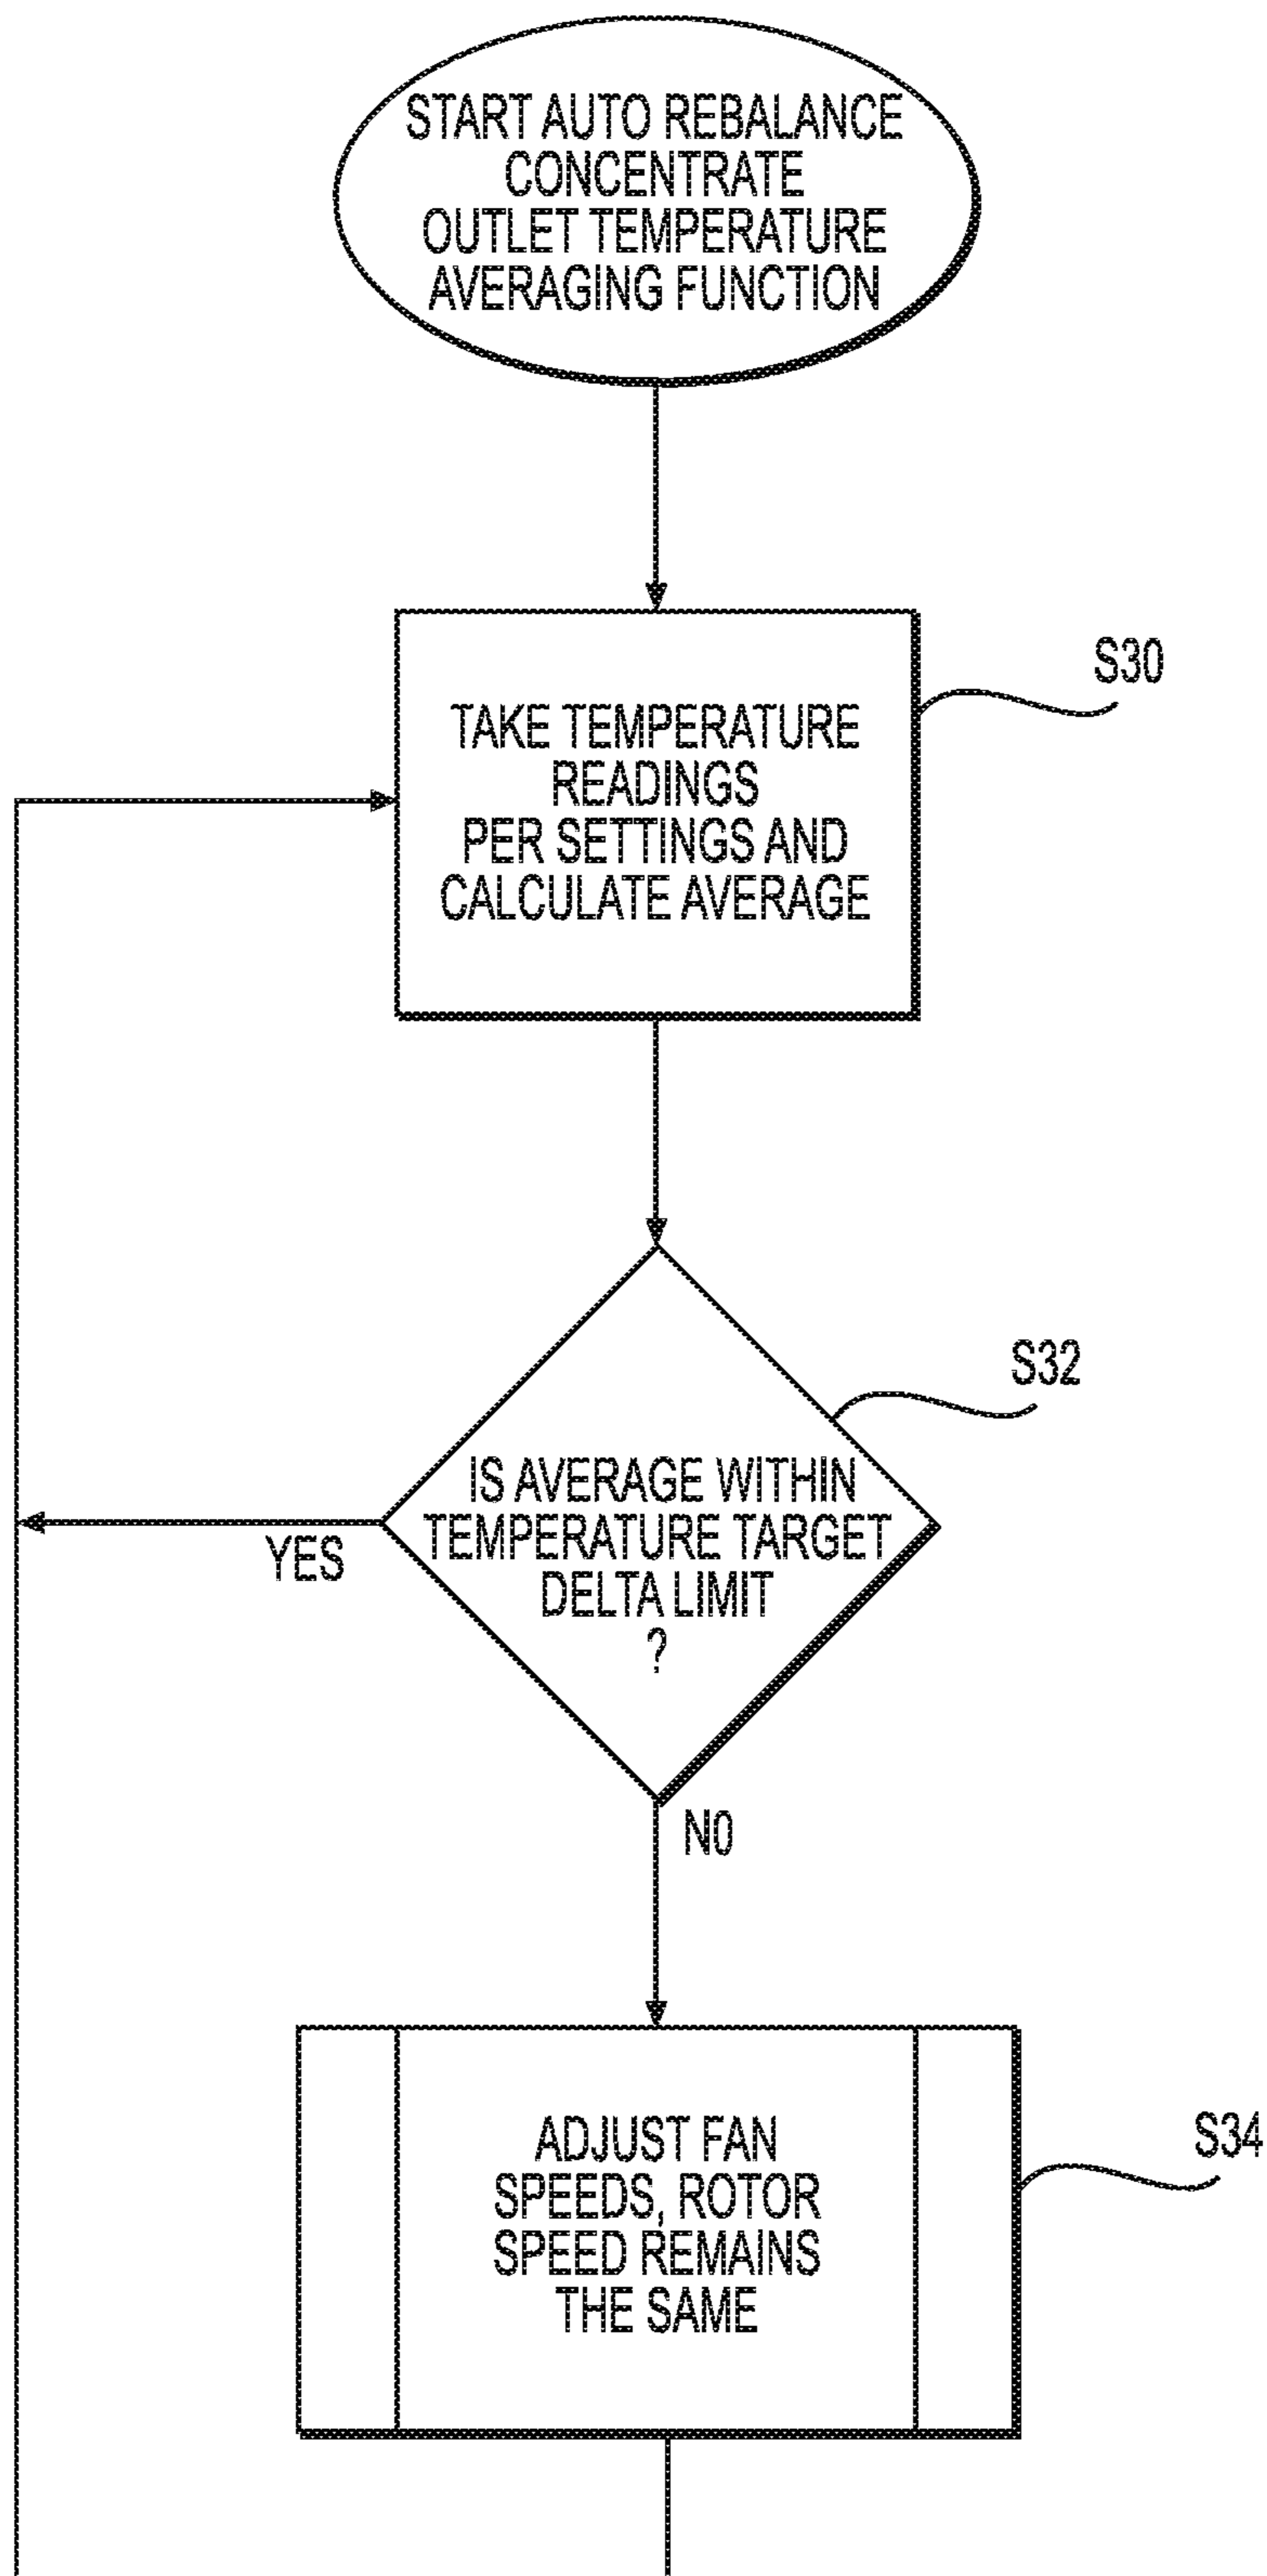 START AUTO REBALANCE
CONCENTRATE
OUTLET TEMPERATURE
AVERAGING FUNCTION
S30
TAKE TEMPERATURE
READINGS
PER SETTINGS AND
CALCULATE AVERAGE
S32
IS AVERAGE WITHIN
TEMPERATURE TARGET
DELTA LIMIT
?
YES
NO
S34
ADJUST FAN
SPEEDS, ROTOR
SPEED REMAINS
THE SAME